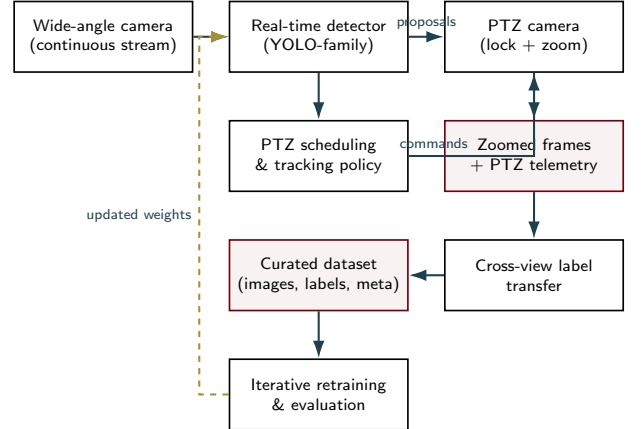 Wide-angle camera
(continuous stream)
Real-time detector
(YOLO-family)
proposals
PTZ camera
(lock + zoom)
PTZ scheduling
& tracking policy
commands
Zoomed frames
+ PTZ telemetry
updated weights
Curated dataset
(images, labels, meta)
Cross-view label
transfer
Iterative retraining
& evaluation